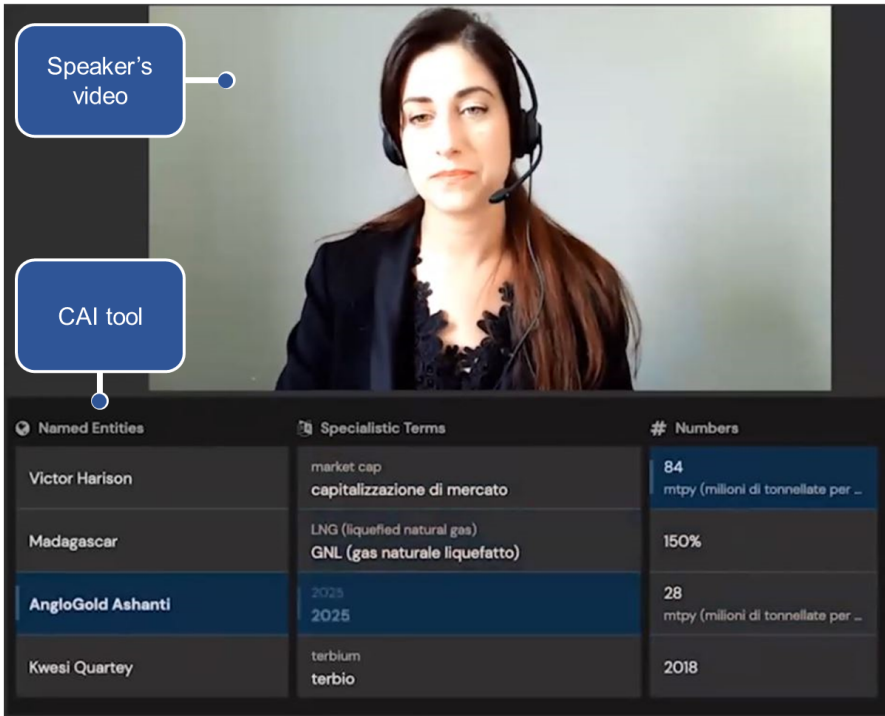 Speaker's
video
CAI tool
Named Entities
Specialistic Terms
# Numbers
Victor Harison
market cap
capitalizzazione di mercato
84
mtpy (milioni di tonnellate per ...
Madagascar
LNG (liquefied natural gas)
GNL (gas naturale liquefatto)
150%
AngloGold Ashanti
2025
2025
28
mtpy (milioni di tonnellate per ...
Kwesi Quartey
terbium
terbio
2018